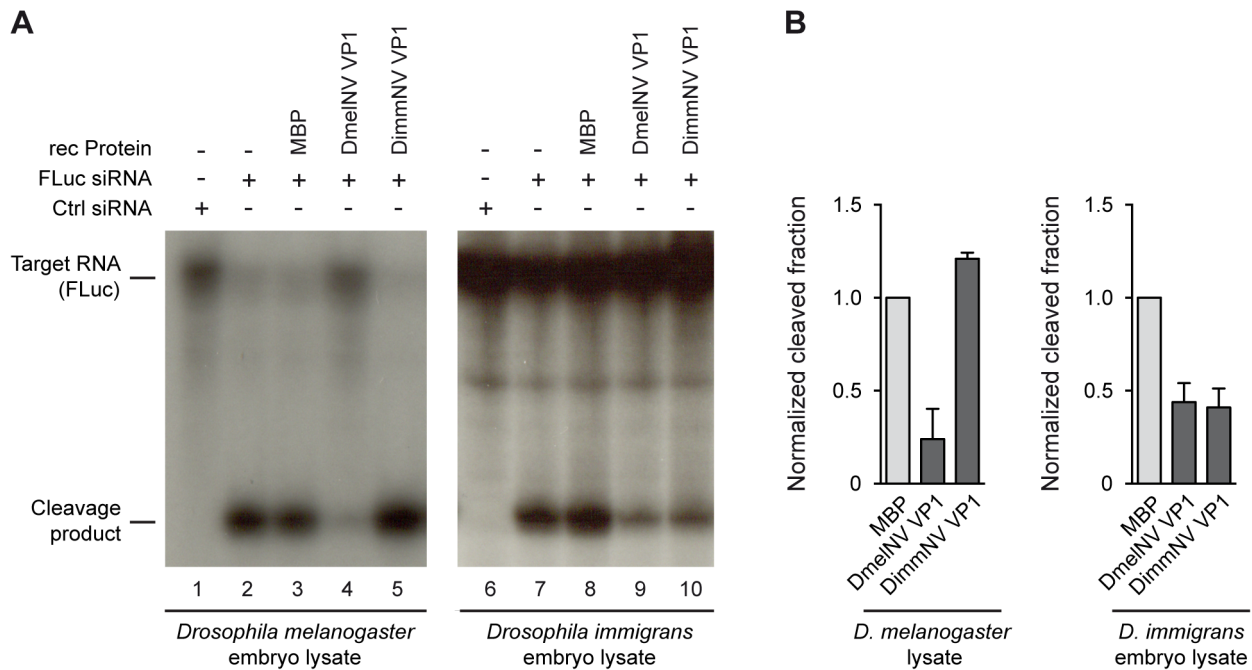 A
rec Protein - - MBP DmelNV VP1 DimmNV VP1 - - MBP DmelNV VP1 DimmNV VP1
FLuc siRNA - + + + + - + + + +
Ctrl siRNA + - - - - + - - - -
Target RNA
(FLuc)
Cleavage
product
1 2 3 4 5 6 7 8 9 10
Drosophila melanogaster
embryo lysate
Drosophila immigrans
embryo lysate
B
Normalized cleaved fraction
1.5
1.0
0.5
0
MBP
DmelNV VP1
DimmNV VP1
D. melanogaster
lysate
Normalized cleaved fraction
1.5
1.0
0.5
0
MBP
DmelNV VP1
DimmNV VP1
D. immigrans
embryo lysate